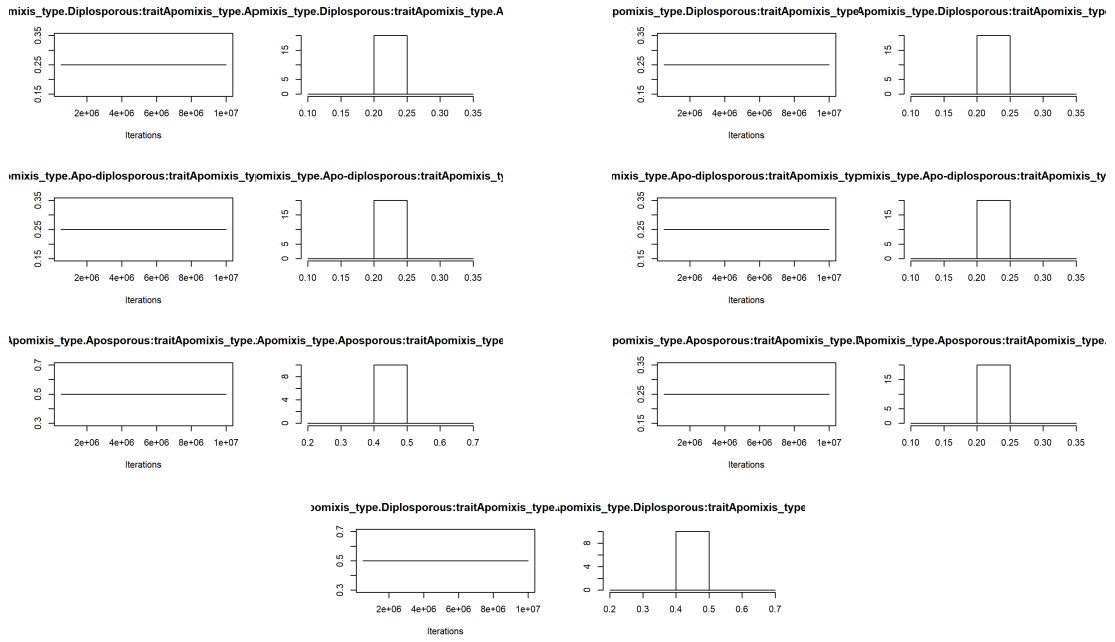 mixis_type.Diplosporous:traitApomixis_type.Apmixis_type.Diplosporous:traitApomixis_type.A
0.15 0.25 0.35
2e+06 4e+06 6e+06 8e+06 1e+07
Iterations
0 5 15
0.10 0.15 0.20 0.25 0.30 0.35
pomixis_type.Diplosporous:traitApomixis_type Apomixis_type.Diplosporous:traitApomixis_type.
0.15 0.25 0.35
2e+06 4e+06 6e+06 8e+06 1e+07
Iterations
0 5 15
0.10 0.15 0.20 0.25 0.30 0.35
omixis_type.Apo-diplosporous:traitApomixis_ty omixis_type.Apo-diplosporous:traitApomixis_ty
0.15 0.25 0.35
2e+06 4e+06 6e+06 8e+06 1e+07
Iterations
0 5 15
0.10 0.15 0.20 0.25 0.30 0.35
mixis_type.Apo-diplosporous:traitApomixis_typ omixis_type.Apo-diplosporous:traitApomixis_ty
0.15 0.25 0.35
2e+06 4e+06 6e+06 8e+06 1e+07
Iterations
0 5 15
0.10 0.15 0.20 0.25 0.30 0.35
Apomixis_type.Aposporous:traitApomixis_type. Apomixis_type.Aposporous:traitApomixis_type
0.3 0.5 0.7
2e+06 4e+06 6e+06 8e+06 1e+07
Iterations
0 4 8
0.2 0.3 0.4 0.5 0.6 0.7
pomixis_type.Aposporous:traitApomixis_type. Apomixis_type.Aposporous:traitApomixis_type.
0.15 0.25 0.35
2e+06 4e+06 6e+06 8e+06 1e+07
Iterations
0 5 15
0.10 0.15 0.20 0.25 0.30 0.35
pomixis_type.Diplosporous:traitApomixis_type. pomixis_type.Diplosporous:traitApomixis_type
0.3 0.5 0.7
2e+06 4e+06 6e+06 8e+06 1e+07
Iterations
0 4 8
0.2 0.3 0.4 0.5 0.6 0.7